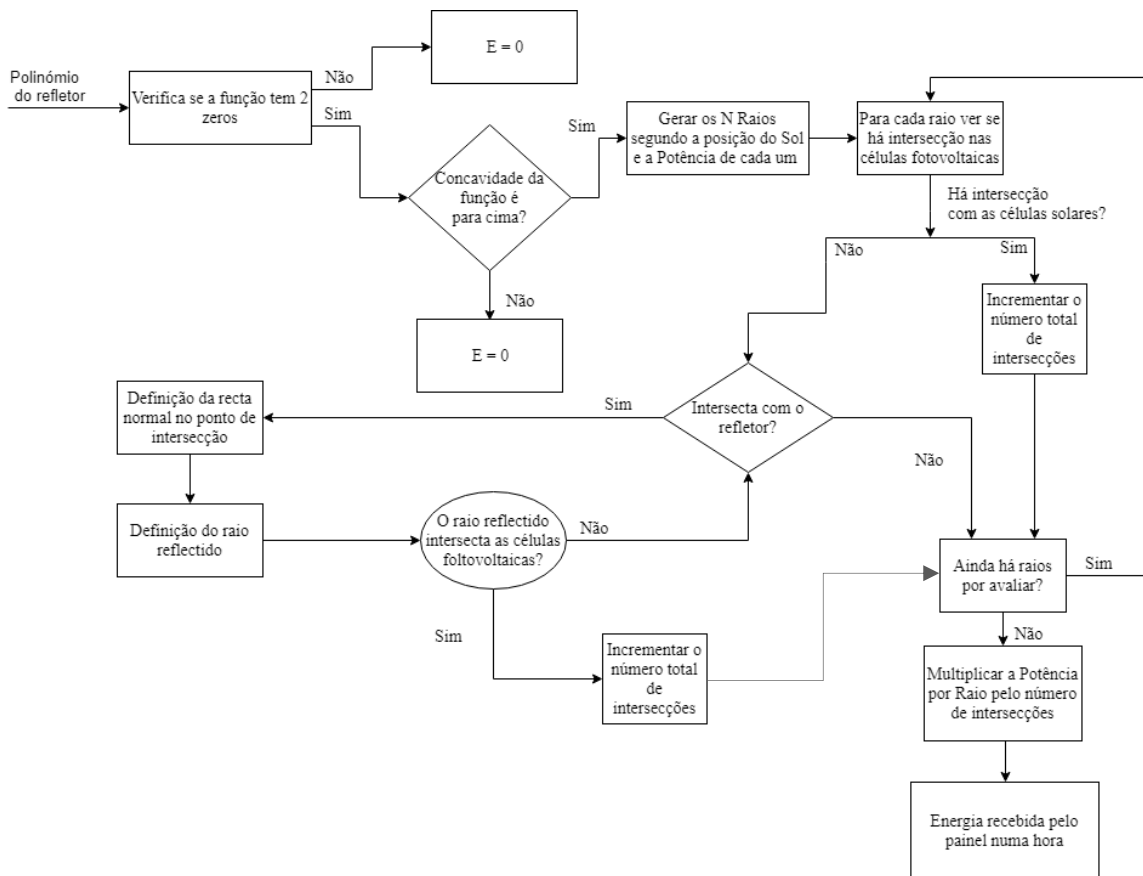 E = 0
Polinómio
do refletor
Verifica se a função tem 2
zeros
Não
Sim
Concavidade da
função é
para cima?
Sim
Não
E = 0
Gerar os N Raios
segundo a posição do Sol
e a Potência de cada um
Para cada raio ver se
há intersecção nas
células fotovoltaicas
Há intersecção
com as células solares?
Não
Sim
Incrementar o
número total
de
intersecções
Intersecta com o
refletor?
Sim
Não
Definição da recta
normal no ponto de
intersecção
Definição do raio
reflectido
O raio reflectido
intersecta as células
foltovoltaicas?
Não
Sim
Incrementar o
número total
de
intersecções
Ainda há raios
por avaliar?
Sim
Não
Multiplicar a Potência
por Raio pelo número
de intersecções
Energia recebida pelo
painel numa hora